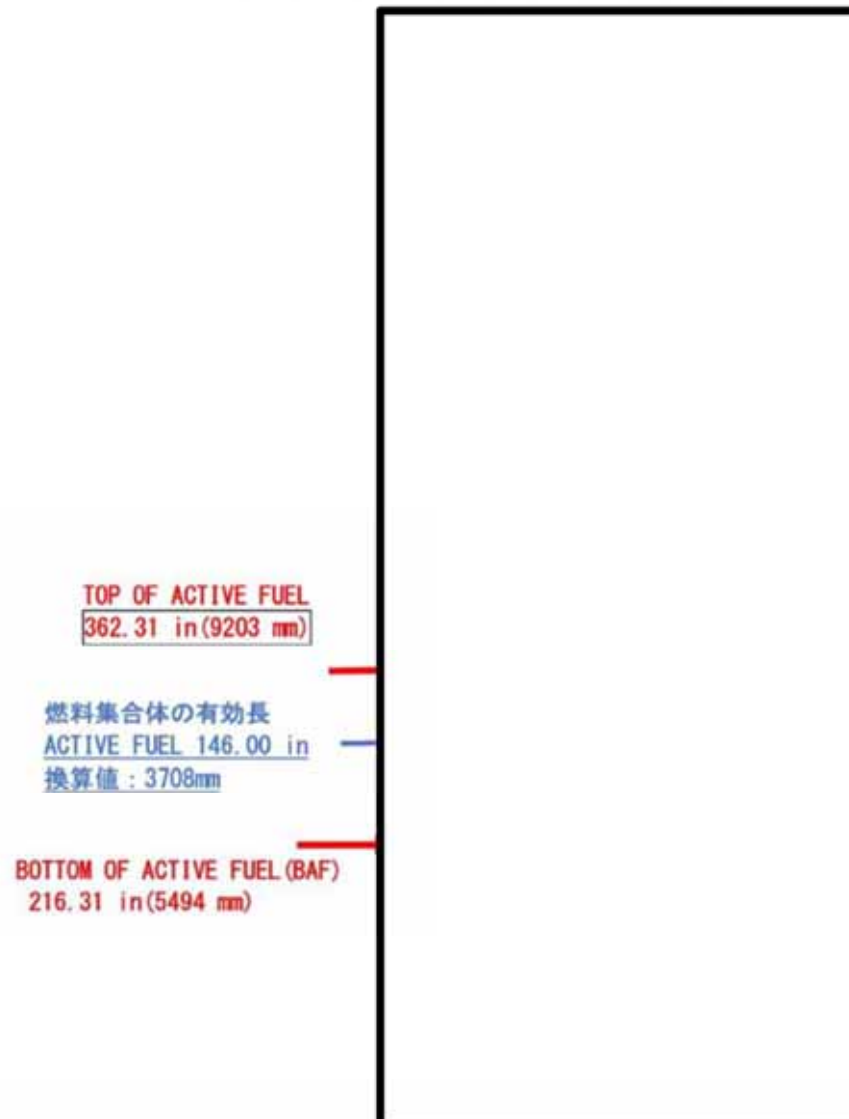 TOP OF ACTIVE FUEL
362.31 in(9203 mm)
燃料集合体の有効長
ACTIVE FUEL 146.00 in
換算値：3708mm
BOTTOM OF ACTIVE FUEL(BAF)
216.31 in(5494 mm)